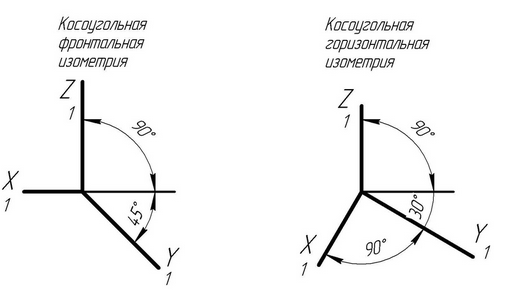 Косоугольная
фронтальная
изометрия
Z
1
90°
X
1
45°
Y
1
Косоугольная
горизонтальная
изометрия
Z
1
90°
30°
X
1
90°
Y
1